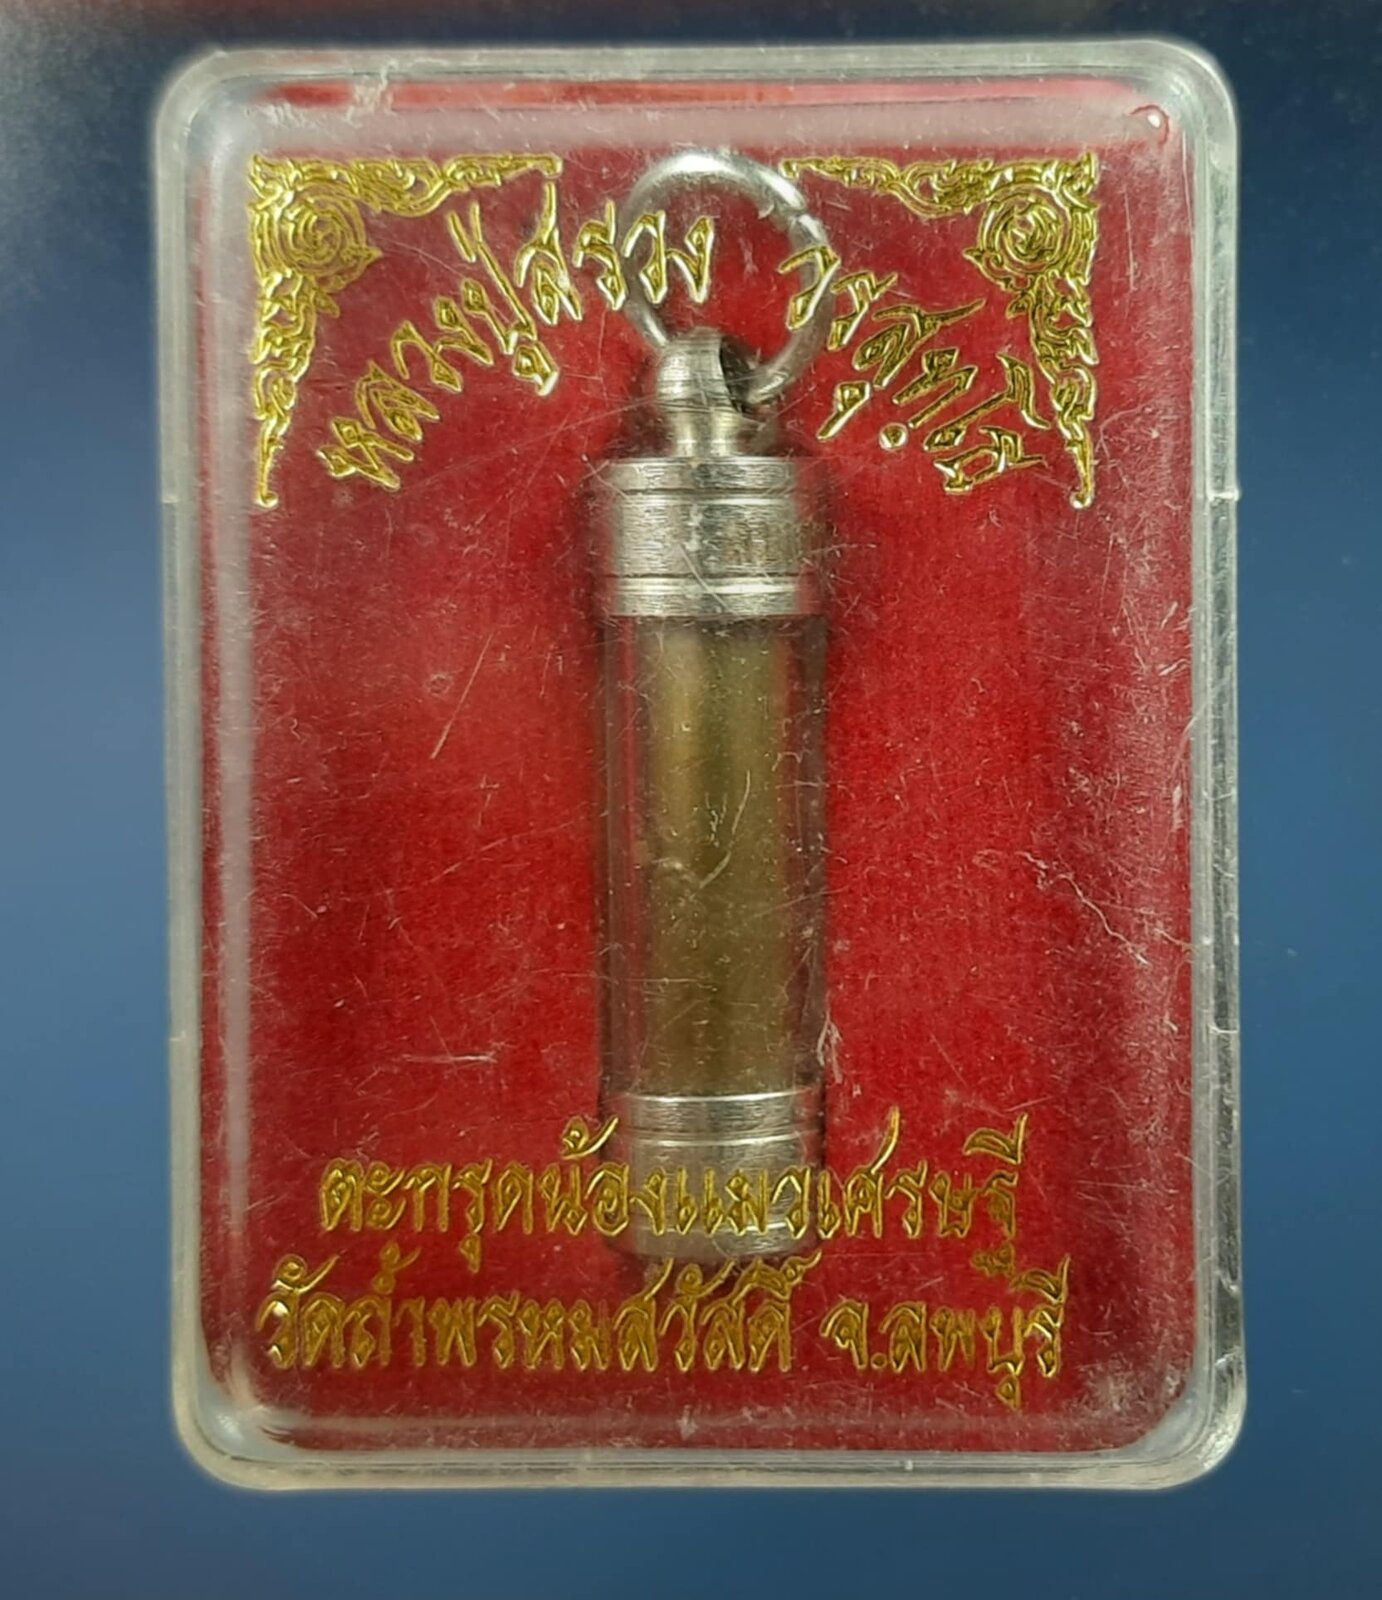 หลวงปู่สรวง วรสุทฺโธ
ตะกรุดน้องแมวเศรษฐี
วัดถ้ำพรหมสวัสดิ์ จ.ลพบุรี